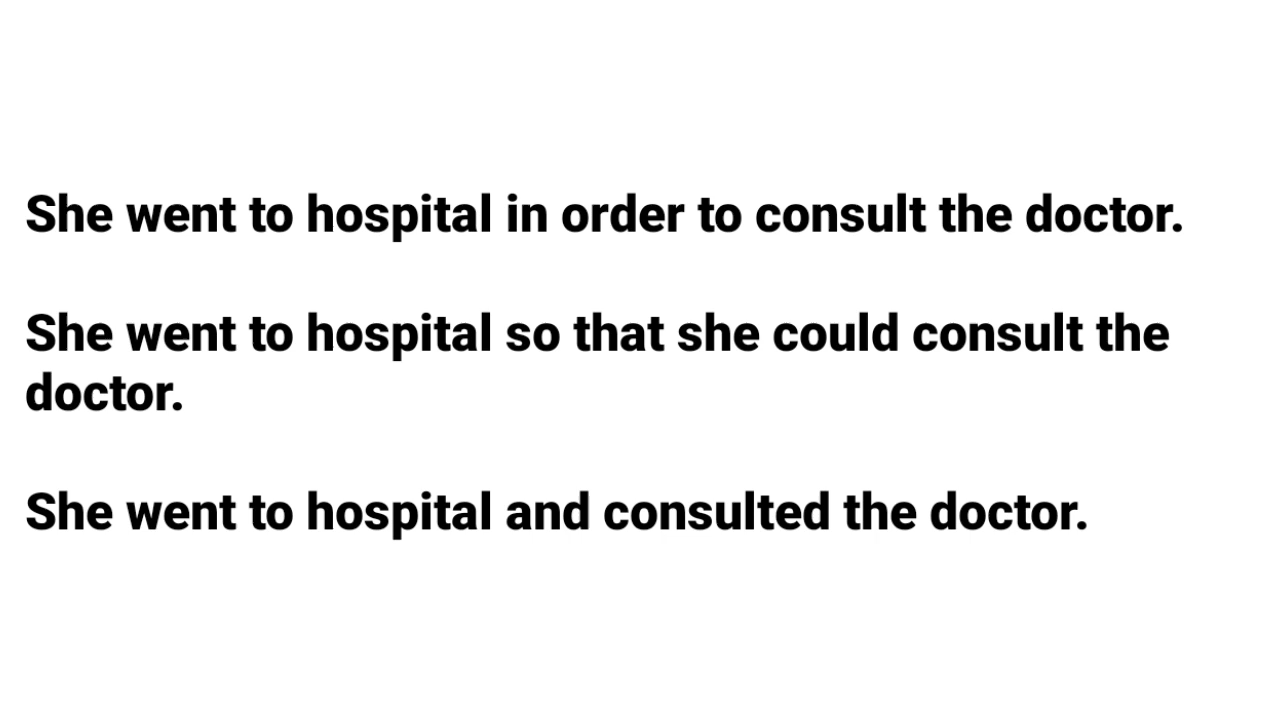 She went to hospital in order to consult the doctor.
She went to hospital so that she could consult the
doctor.
She went to hospital and consulted the doctor.